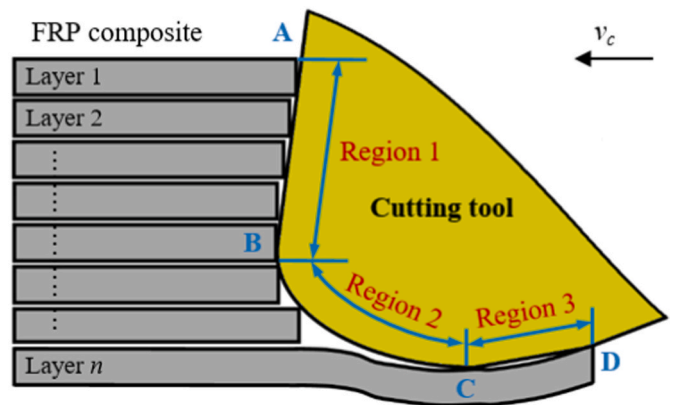 FRP composite
A
v_c
Layer 1
Layer 2
Region 1
Cutting tool
B
Region 2
Region 3
Layer n
C
D